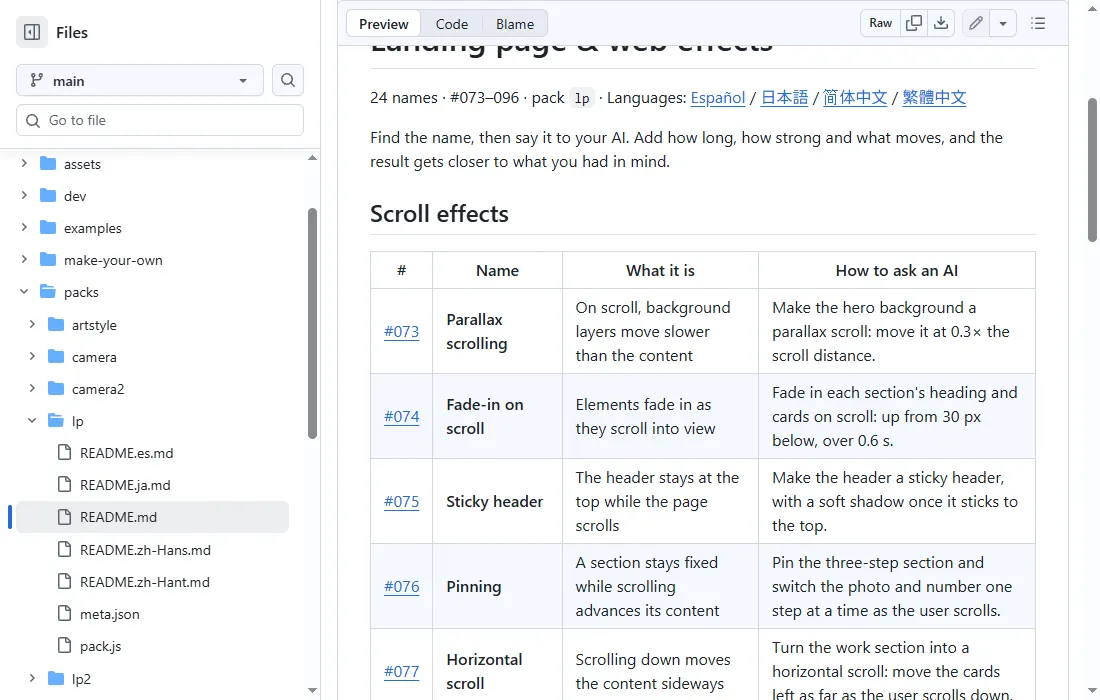 Files
main
Go to file
assets
dev
examples
make-your-own
packs
artstyle
camera
camera2
lp
README.es.md
README.ja.md
README.md
README.zh-Hans.md
README.zh-Hant.md
meta.json
pack.js
lp2
Preview
Code
Blame
Raw
Landing page & web effects
24 names · #073–096 · pack lp · Languages: Español / 日本語 / 简体中文 / 繁體中文
Find the name, then say it to your AI. Add how long, how strong and what moves, and the
result gets closer to what you had in mind.
Scroll effects
# Name What it is How to ask an AI
#073
Parallax
scrolling
On scroll, background
layers move slower
than the content
Make the hero background a
parallax scroll: move it at 0.3× the
scroll distance.
#074
Fade-in on
scroll
Elements fade in as
they scroll into view
Fade in each section's heading and
cards on scroll: up from 30 px
below, over 0.6 s.
#075
Sticky header
The header stays at the
top while the page
scrolls
Make the header a sticky header,
with a soft shadow once it sticks to
the top.
#076
Pinning
A section stays fixed
while scrolling
advances its content
Pin the three-step section and
switch the photo and number one
step at a time as the user scrolls.
#077
Horizontal
scroll
Scrolling down moves
the content sideways
Turn the work section into a
horizontal scroll: move the cards
left as far as the user scrolls down.